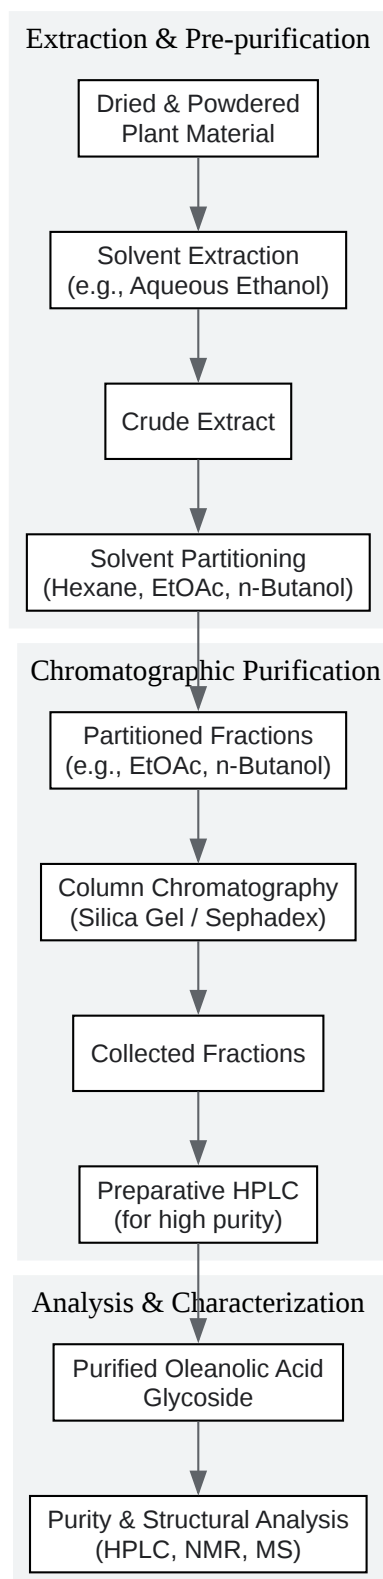 Extraction & Pre-purification
Dried & Powdered
Plant Material
Solvent Extraction
(e.g., Aqueous Ethanol)
Crude Extract
Solvent Partitioning
(Hexane, EtOAc, n-Butanol)
Chromatographic Purification
Partitioned Fractions
(e.g., EtOAc, n-Butanol)
Column Chromatography
(Silica Gel / Sephadex)
Collected Fractions
Preparative HPLC
(for high purity)
Analysis & Characterization
Purified Oleanolic Acid
Glycoside
Purity & Structural Analysis
(HPLC, NMR, MS)